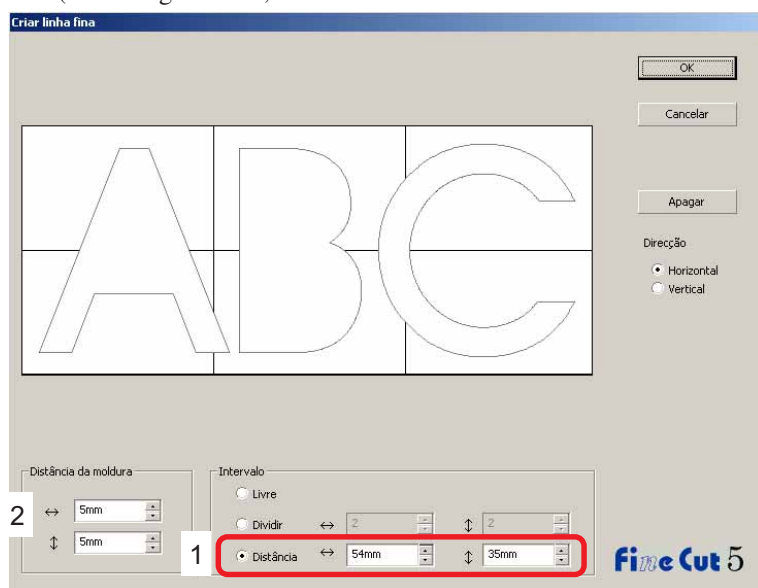 Criar linha fina
OK
Cancelar
Apagar
Direcção
Horizontal
Vertical
ABC
Distância da moldura
2
↔ 5mm
↕ 5mm
Intervalo
Livre
Dividir ↔ 2 ↕ 2
1
Distância ↔ 54mm ↕ 35mm
Fine Cut 5